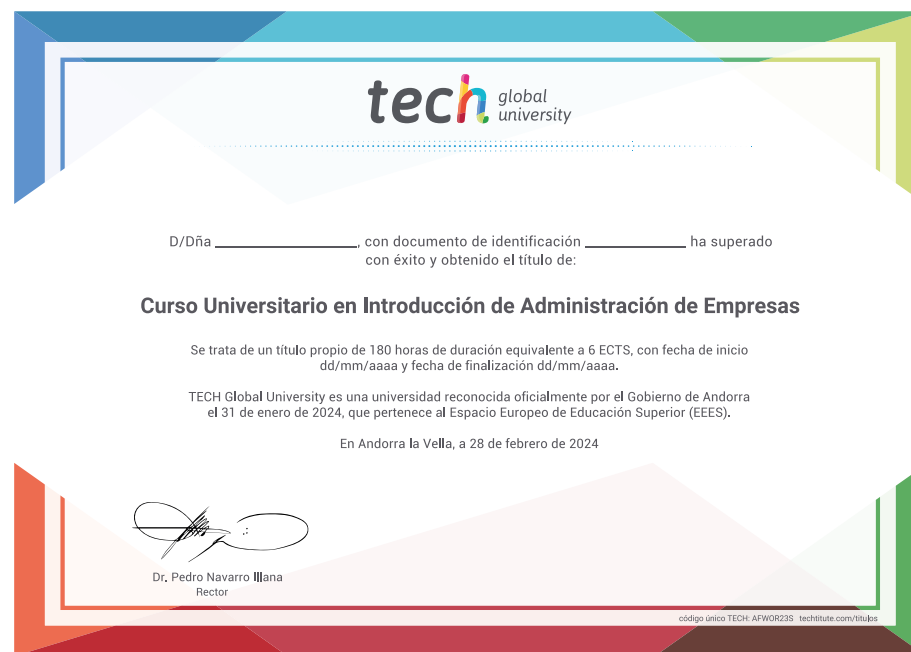 tech global university
D/Dña ____________________, con documento de identificación ______________ ha superado
con éxito y obtenido el título de:
Curso Universitario en Introducción de Administración de Empresas
Se trata de un título propio de 180 horas de duración equivalente a 6 ECTS, con fecha de inicio
dd/mm/aaaa y fecha de finalización dd/mm/aaaa.
TECH Global University es una universidad reconocida oficialmente por el Gobierno de Andorra
el 31 de enero de 2024, que pertenece al Espacio Europeo de Educación Superior (EEES).
En Andorra la Vella, a 28 de febrero de 2024
Dr. Pedro Navarro Illana
Rector
código único TECH: AFWOR23S techtitute.com/titulos